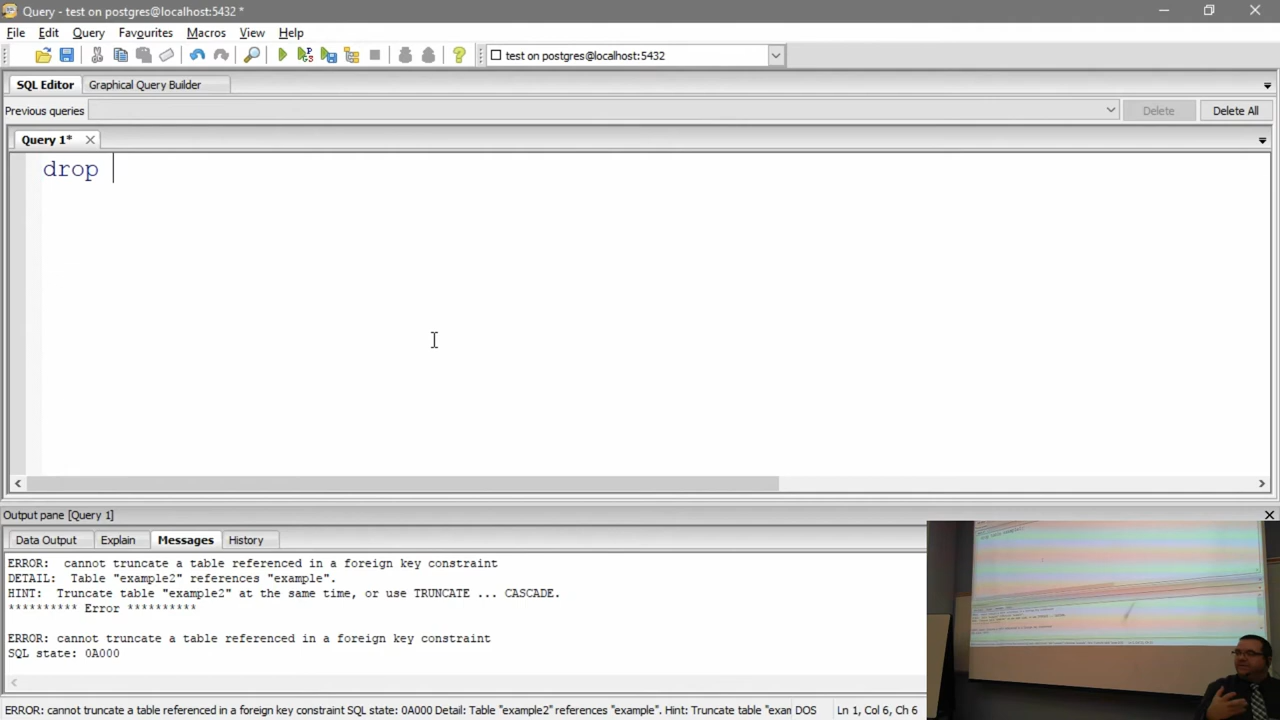 Query - test on postgres@localhost:5432 *
File Edit Query Favourites Macros View Help
test on postgres@localhost:5432
SQL Editor Graphical Query Builder
Previous queries Delete Delete All
Query 1*
drop
Output pane [Query 1]
Data Output Explain Messages History
ERROR: cannot truncate a table referenced in a foreign key constraint
DETAIL: Table "example2" references "example".
HINT: Truncate table "example2" at the same time, or use TRUNCATE ... CASCADE.
********** Error **********
ERROR: cannot truncate a table referenced in a foreign key constraint
SQL state: 0A000
ERROR: cannot truncate a table referenced in a foreign key constraint SQL state: 0A000 Detail: Table "example2" references "example". Hint: Truncate table "exam DOS Ln 1, Col 6, Ch 6